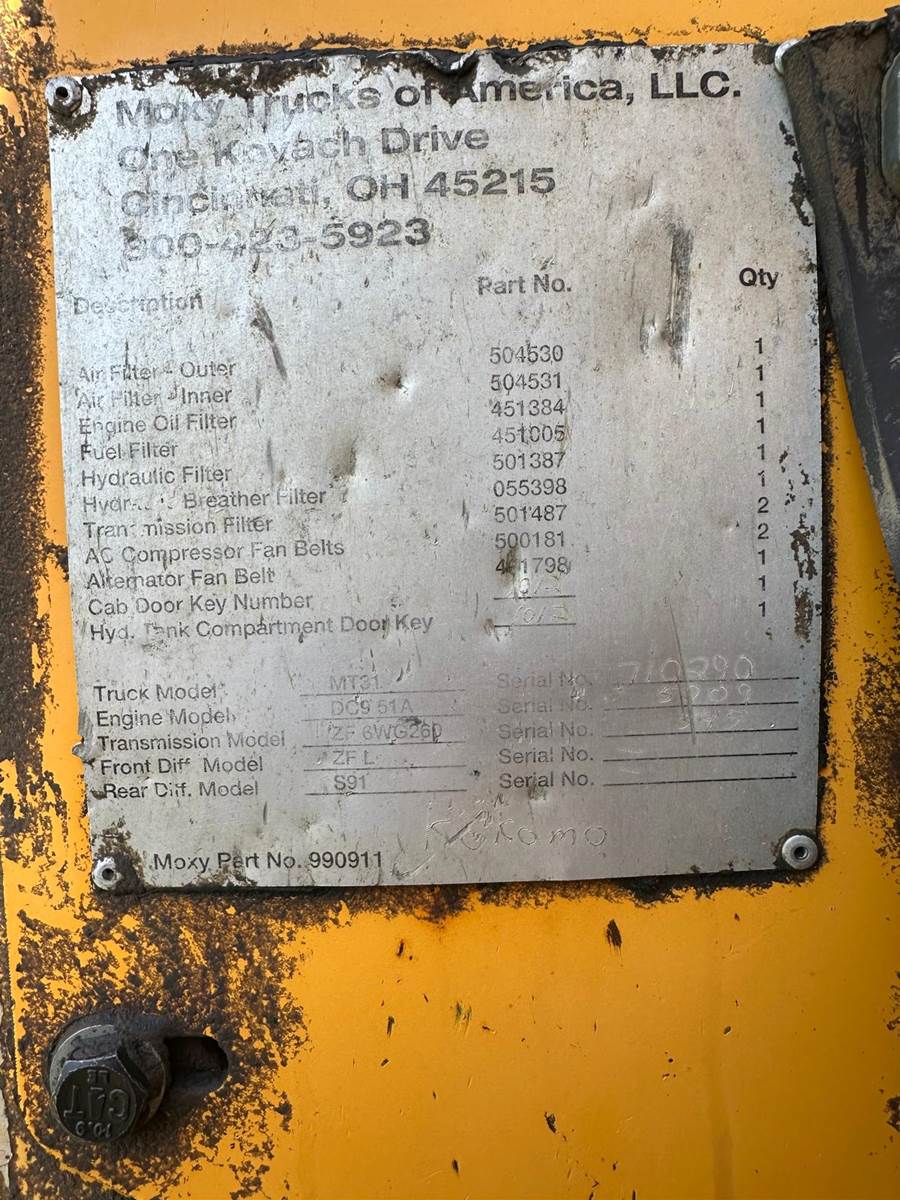 Moxy Trucks of America, LLC.
One Kovach Drive
Cincinnati, OH 45215
800-423-5923
Description Part No. Qty
Air Filter - Outer 504530 1
Air Filter - Inner 504531 1
Engine Oil Filter 451384 1
Fuel Filter 451005 1
Hydraulic Filter 501387 1
Breather Filter 055398 1
Transmission Filter 501487 2
AC Compressor Fan Belts 500181 2
Alternator Fan Belt 1
Cab Door Key Number 1
Hyd. Tank Compartment Door Key 1
Truck Model MT31 Serial No.
Engine Model DC9 51A Serial No.
Transmission Model ZF 6WG260 Serial No.
Front Diff Model ZF L Serial No.
Rear Diff. Model S91 Serial No.
Moxy Part No. 990911
10.9